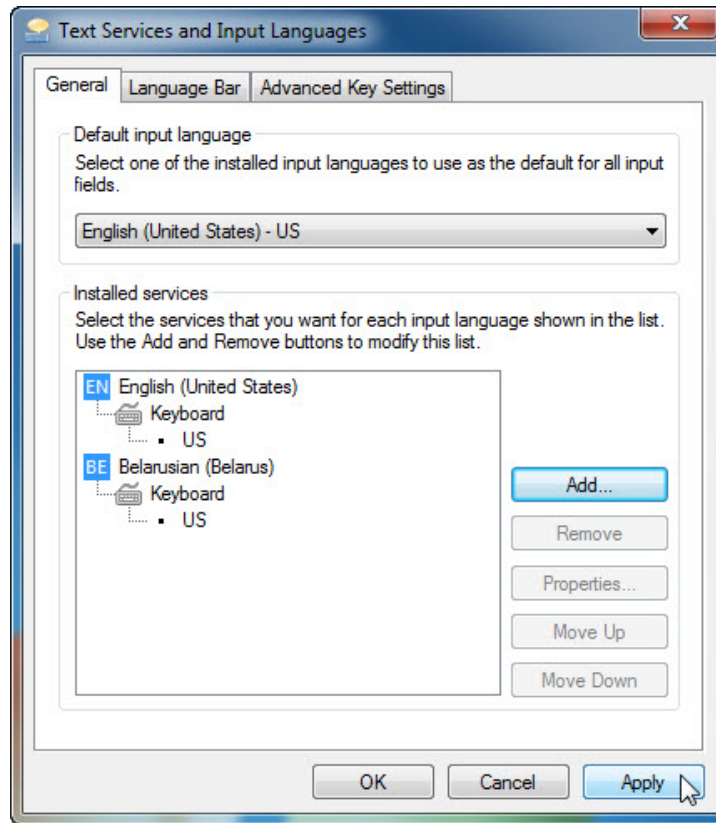 Text Services and Input Languages
General
Language Bar
Advanced Key Settings
Default input language
Select one of the installed input languages to use as the default for all input
fields.
English (United States) - US
Installed services
Select the services that you want for each input language shown in the list.
Use the Add and Remove buttons to modify this list.
EN English (United States)
Keyboard
US
BE Belarusian (Belarus)
Keyboard
US
Add...
Remove
Properties...
Move Up
Move Down
OK
Cancel
Apply